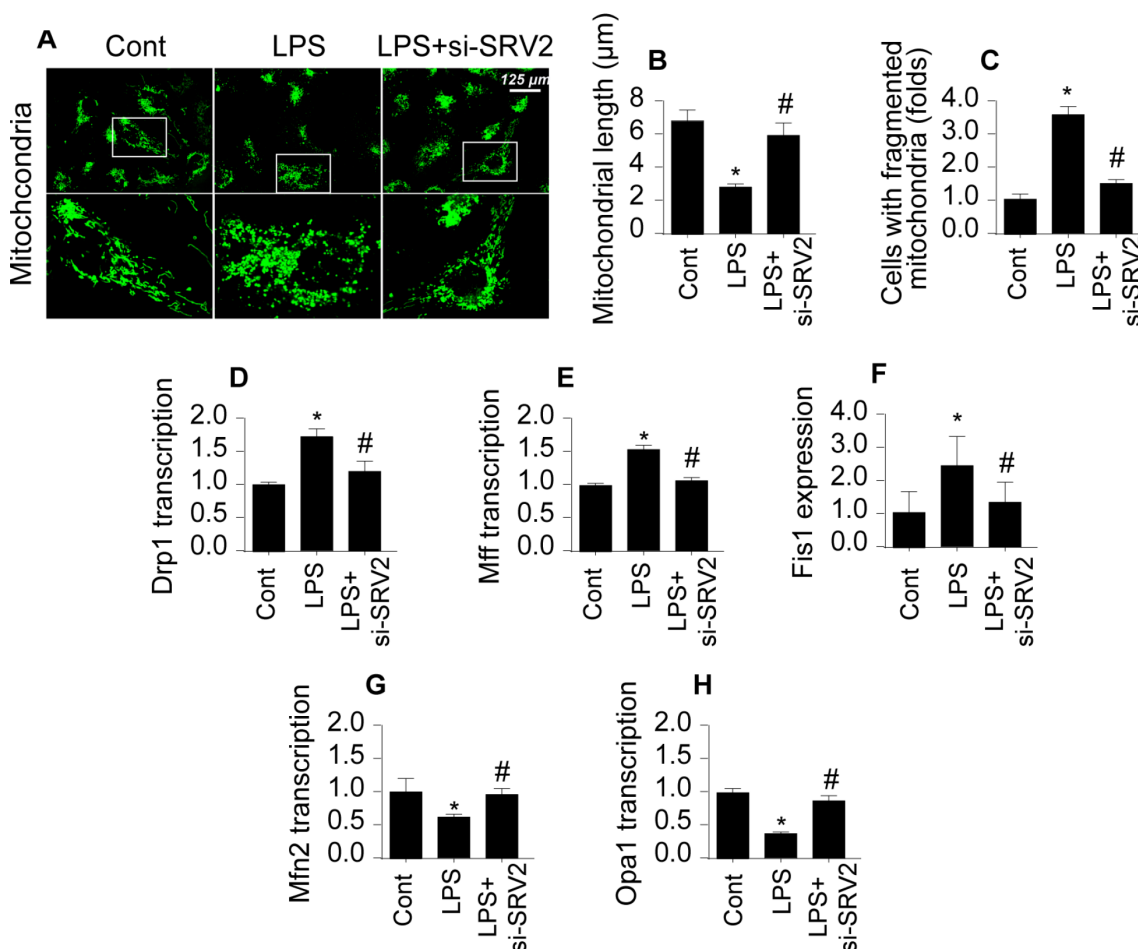 A
Cont
LPS
LPS+si-SRV2
Mitochondria
125 µm
B
Mitochondrial length (µm)
8
6
4
2
0
*
#
Cont
LPS
LPS+
si-SRV2
C
Cells with fragmented
mitochondria (folds)
4.0
3.0
2.0
1.0
0.0
*
#
Cont
LPS
LPS+
si-SRV2
D
Drp1 transcription
2.0
1.5
1.0
0.5
0.0
*
#
Cont
LPS
LPS+
si-SRV2
E
Mff transcription
2.0
1.5
1.0
0.5
0.0
*
#
Cont
LPS
LPS+
si-SRV2
F
Fis1 expression
4.0
3.0
2.0
1.0
0.0
*
#
Cont
LPS
LPS+
si-SRV2
G
Mfn2 transcription
2.0
1.5
1.0
0.5
0.0
*
#
Cont
LPS
LPS+
si-SRV2
H
Opa1 transcription
2.0
1.5
1.0
0.5
0.0
*
#
Cont
LPS
LPS+
si-SRV2